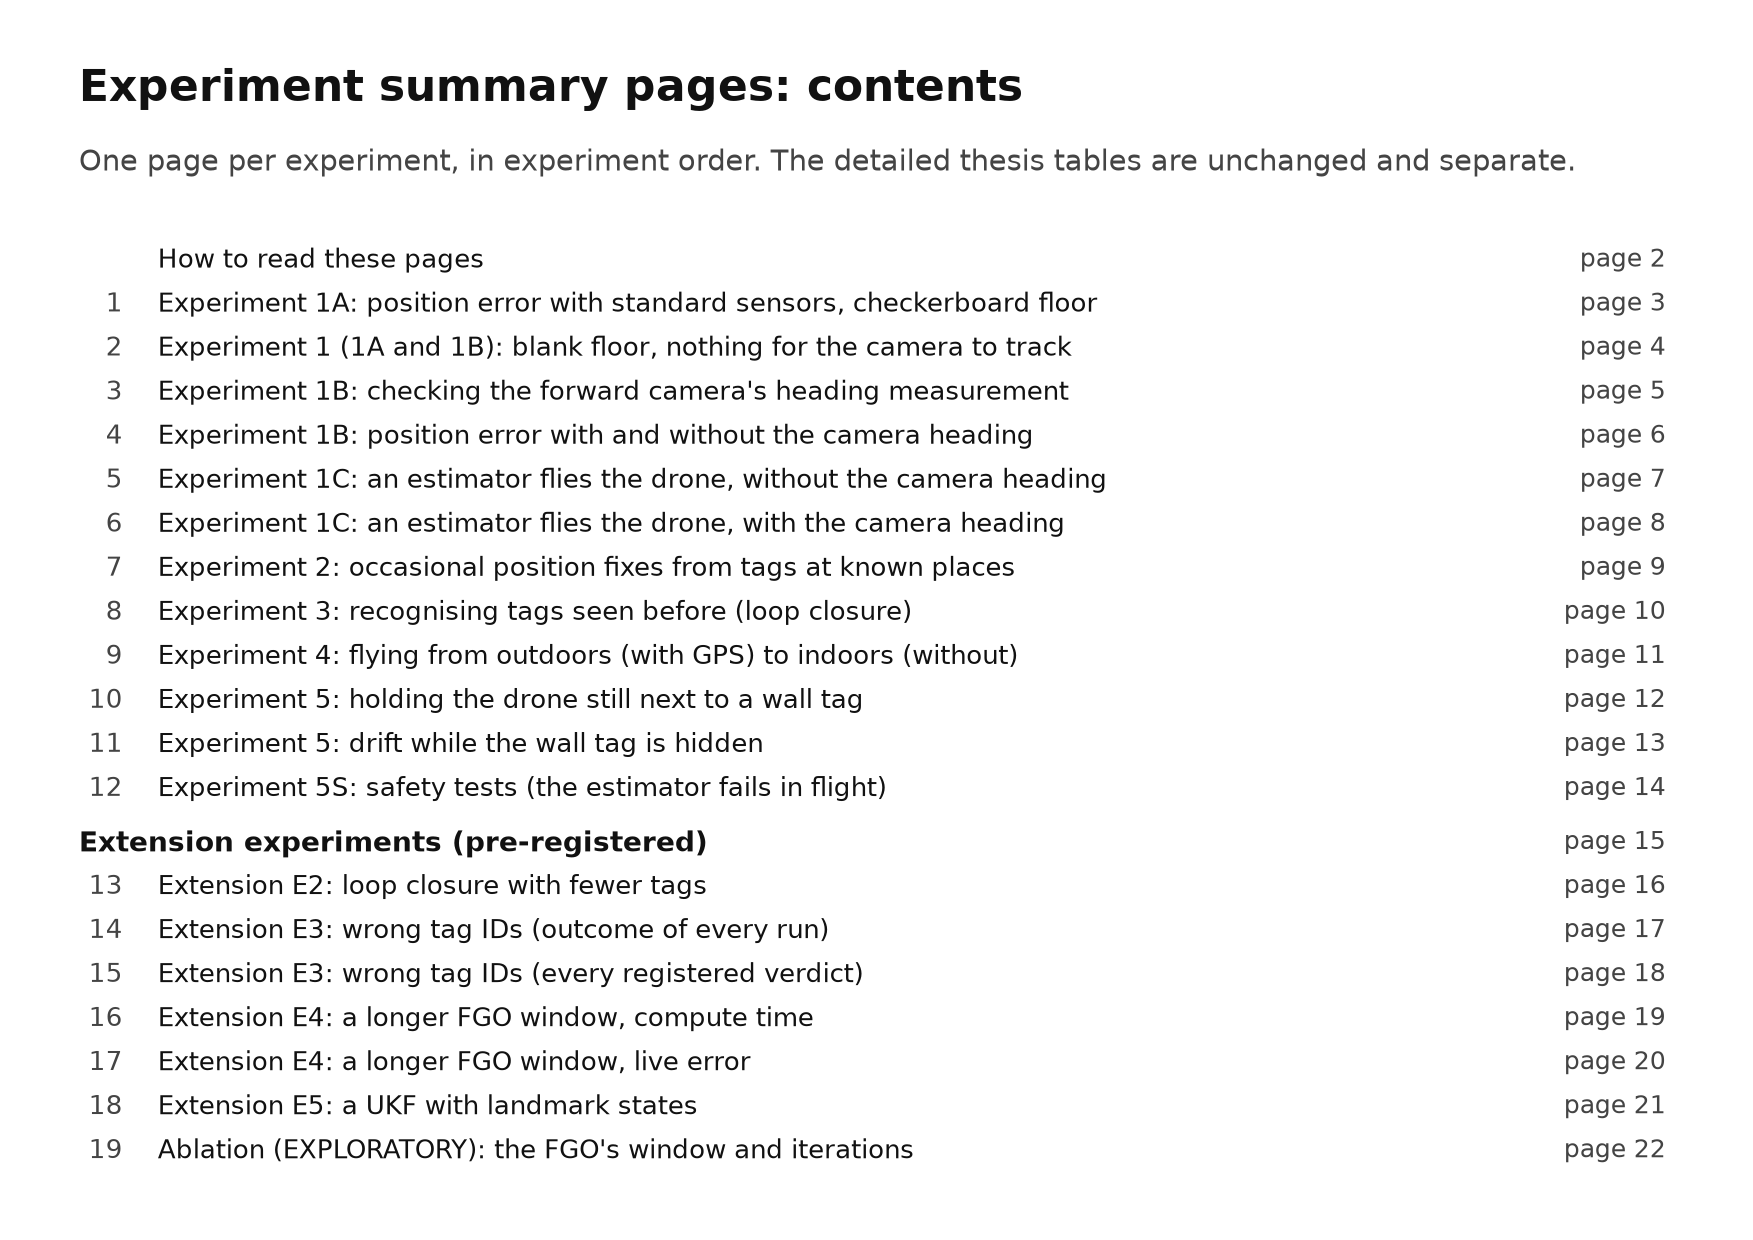 Experiment summary pages: contents
One page per experiment, in experiment order. The detailed thesis tables are unchanged and separate.
How to read these pages page 2
1 Experiment 1A: position error with standard sensors, checkerboard floor page 3
2 Experiment 1 (1A and 1B): blank floor, nothing for the camera to track page 4
3 Experiment 1B: checking the forward camera's heading measurement page 5
4 Experiment 1B: position error with and without the camera heading page 6
5 Experiment 1C: an estimator flies the drone, without the camera heading page 7
6 Experiment 1C: an estimator flies the drone, with the camera heading page 8
7 Experiment 2: occasional position fixes from tags at known places page 9
8 Experiment 3: recognising tags seen before (loop closure) page 10
9 Experiment 4: flying from outdoors (with GPS) to indoors (without) page 11
10 Experiment 5: holding the drone still next to a wall tag page 12
11 Experiment 5: drift while the wall tag is hidden page 13
12 Experiment 5S: safety tests (the estimator fails in flight) page 14
Extension experiments (pre-registered) page 15
13 Extension E2: loop closure with fewer tags page 16
14 Extension E3: wrong tag IDs (outcome of every run) page 17
15 Extension E3: wrong tag IDs (every registered verdict) page 18
16 Extension E4: a longer FGO window, compute time page 19
17 Extension E4: a longer FGO window, live error page 20
18 Extension E5: a UKF with landmark states page 21
19 Ablation (EXPLORATORY): the FGO's window and iterations page 22